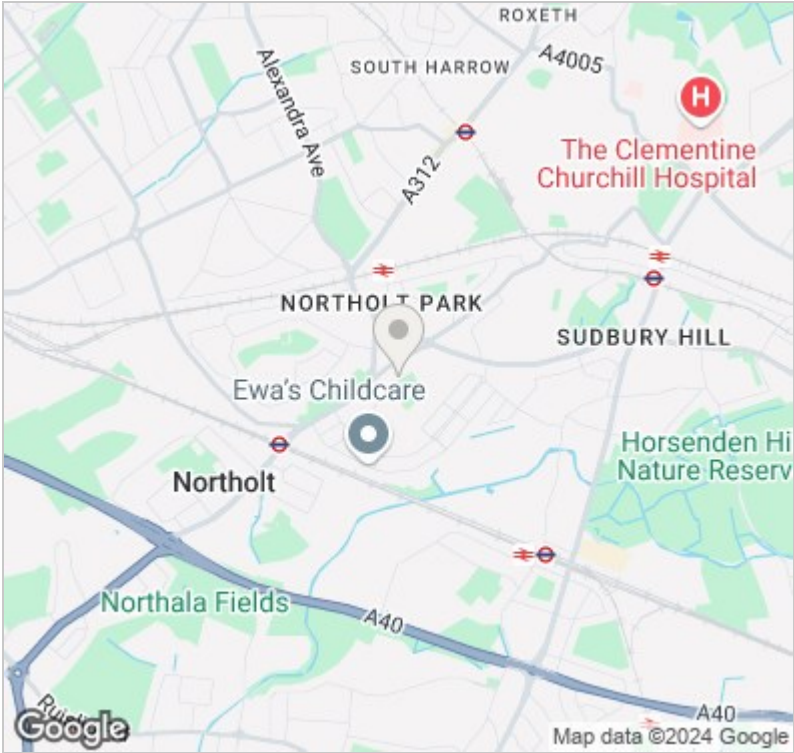 ROXETH
A4005
SOUTH HARROW
Alexandra Ave
H
The Clementine
Churchill Hospital
A312
NORTHOLT PARK
SUDBURY HILL
Ewa's Childcare
Horsenden Hi
Nature Reserv
Northolt
Northala Fields
A40
A40
Google
Map data ©2024 Google